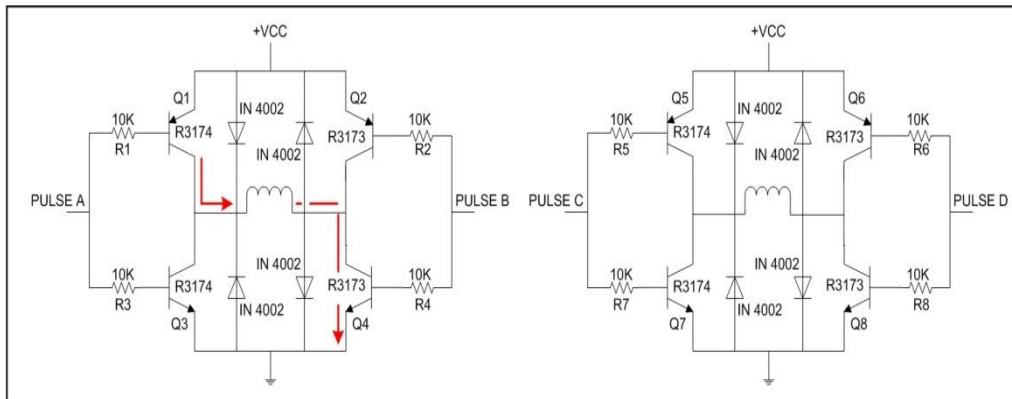 +VCC
Q1
Q2
IN 4002
10K
R3174
R3173
10K
R1
IN 4002
R2
PULSE A
PULSE B
10K
IN 4002
10K
R3174
R3173
R3
IN 4002
R4
Q3
Q4
+VCC
Q5
Q6
IN 4002
10K
R3174
R3173
10K
R5
IN 4002
R6
PULSE C
PULSE D
10K
IN 4002
10K
R3174
R3173
R7
IN 4002
R8
Q7
Q8